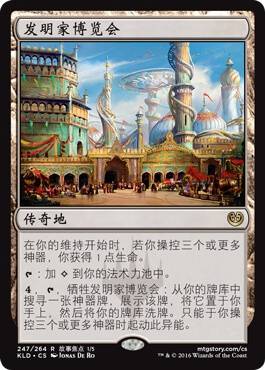 发明家博览会
传奇地
在你的维持开始时，若你操控三个或更多
神器，你获得1点生命。
：加到你的法术力池中。
4，，牺牲发明家博览会：从你的牌库中
搜寻一张神器牌，展示该牌，将它置于你
手上，然后将你的牌库洗牌。只能于你操
控三个或更多神器时起动此异能。
247/264 R 故事焦点 1/5
KLD • CS JONAS DE RO
mtgstory.com/cs
™ & © 2016 Wizards of the Coast